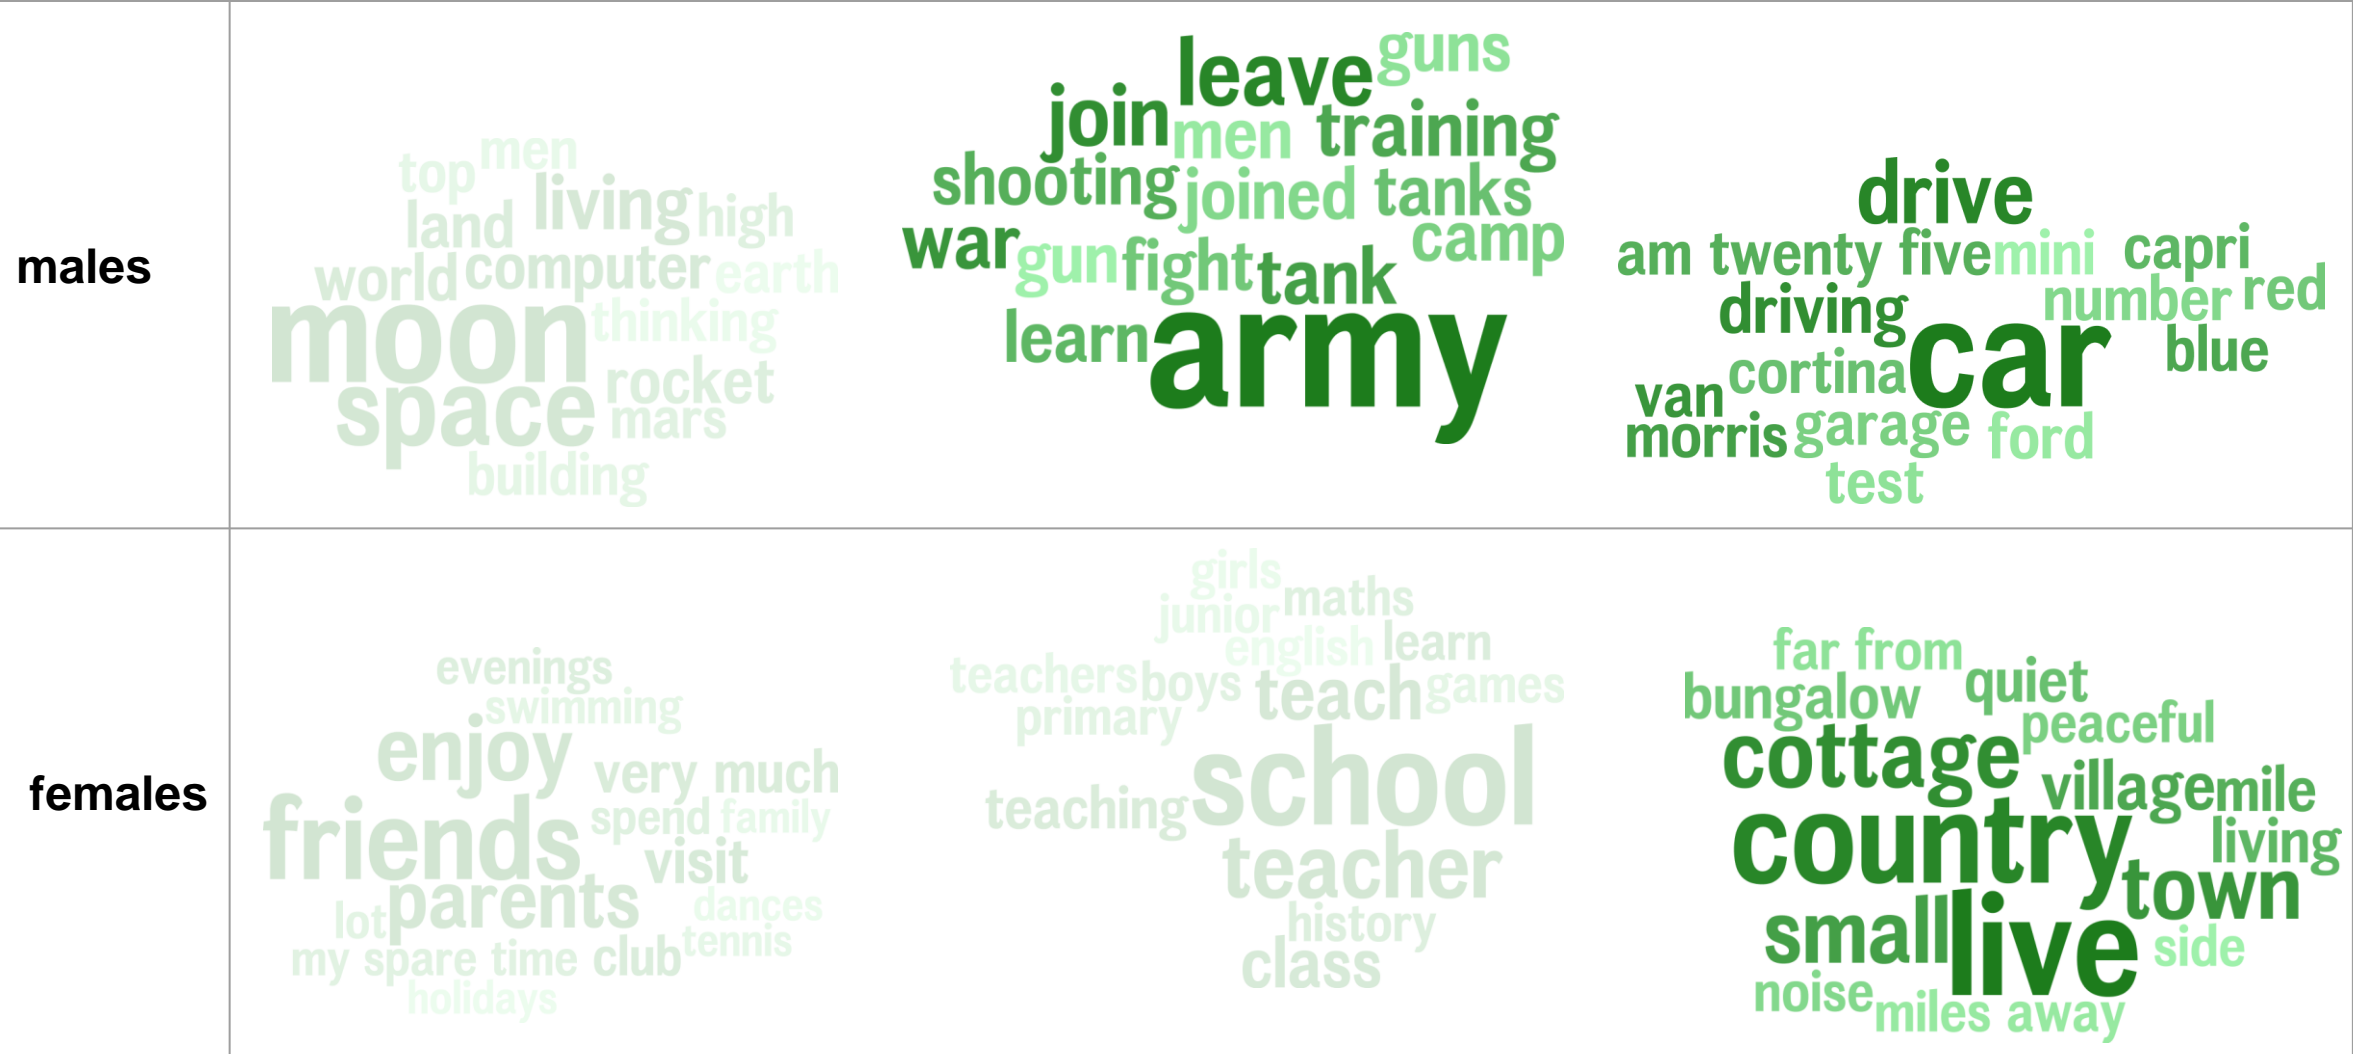 males
men
top
living
high
land
world
computer
earth
moon
thinking
space
rocket
mars
building
leave
guns
join
men
training
shooting
joined
tanks
war
gun
fight
tank
camp
learn
army
drive
am twenty five
mini
capri
driving
number
red
cortina
car
blue
van
morris
garage
ford
test
females
evenings
swimming
enjoy
very much
friends
spend
family
visit
parents
lot
dances
my spare time
club
tennis
holidays
girls
maths
junior
english
learn
teachers
boys
teach
games
primary
school
teaching
teacher
history
class
far from
quiet
bungalow
peaceful
cottage
village
mile
country
living
town
small
live
side
noise
miles away